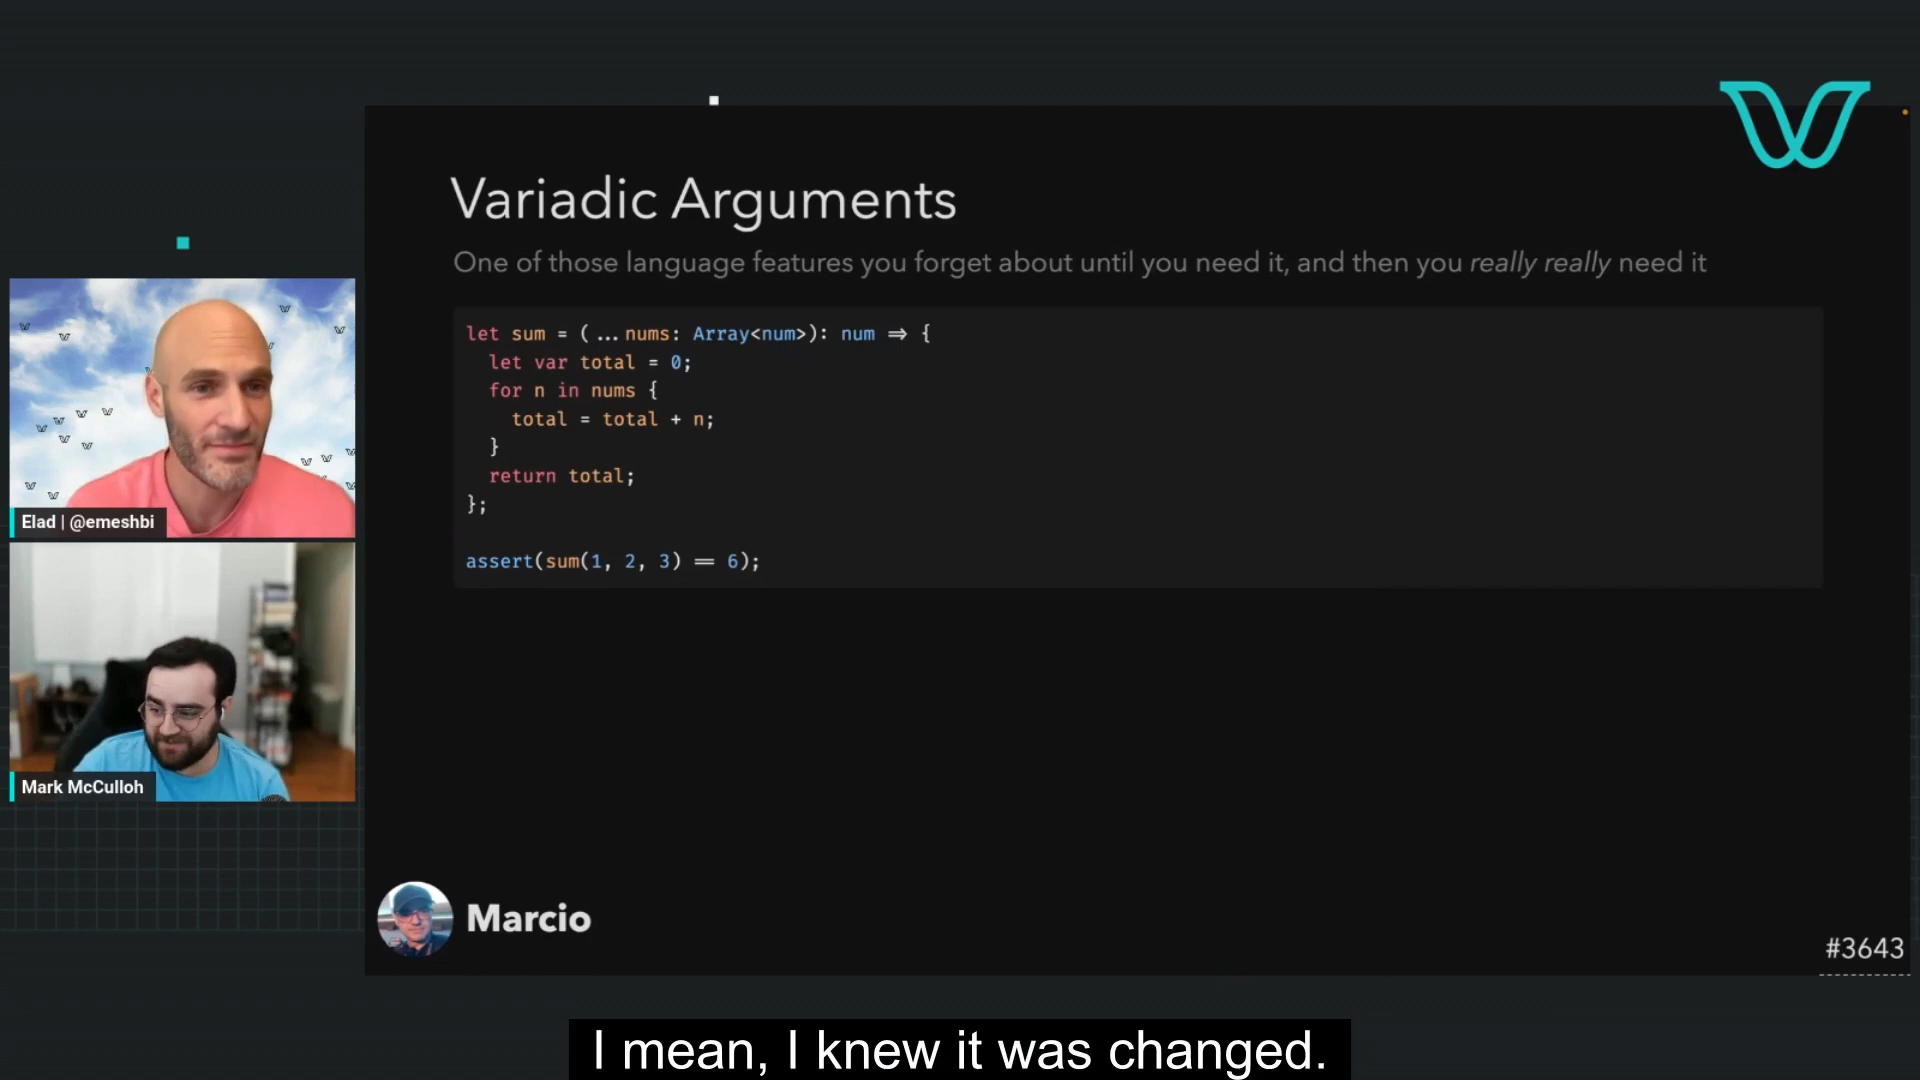 Variadic Arguments
One of those language features you forget about until you need it, and then you really really need it
let sum = (...nums: Array<num>): num => {
let var total = 0;
for n in nums {
total = total + n;
}
return total;
};
assert(sum(1, 2, 3) == 6);
Elad | @emeshbi
Mark McCulloh
Marcio
#3643
I mean, I knew it was changed.